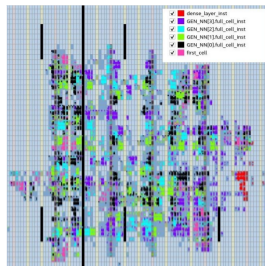 dense_layer_inst
GEN_NN[3].full_cell_inst
GEN_NN[2].full_cell_inst
GEN_NN[1].full_cell_inst
GEN_NN[0].full_cell_inst
first_cell